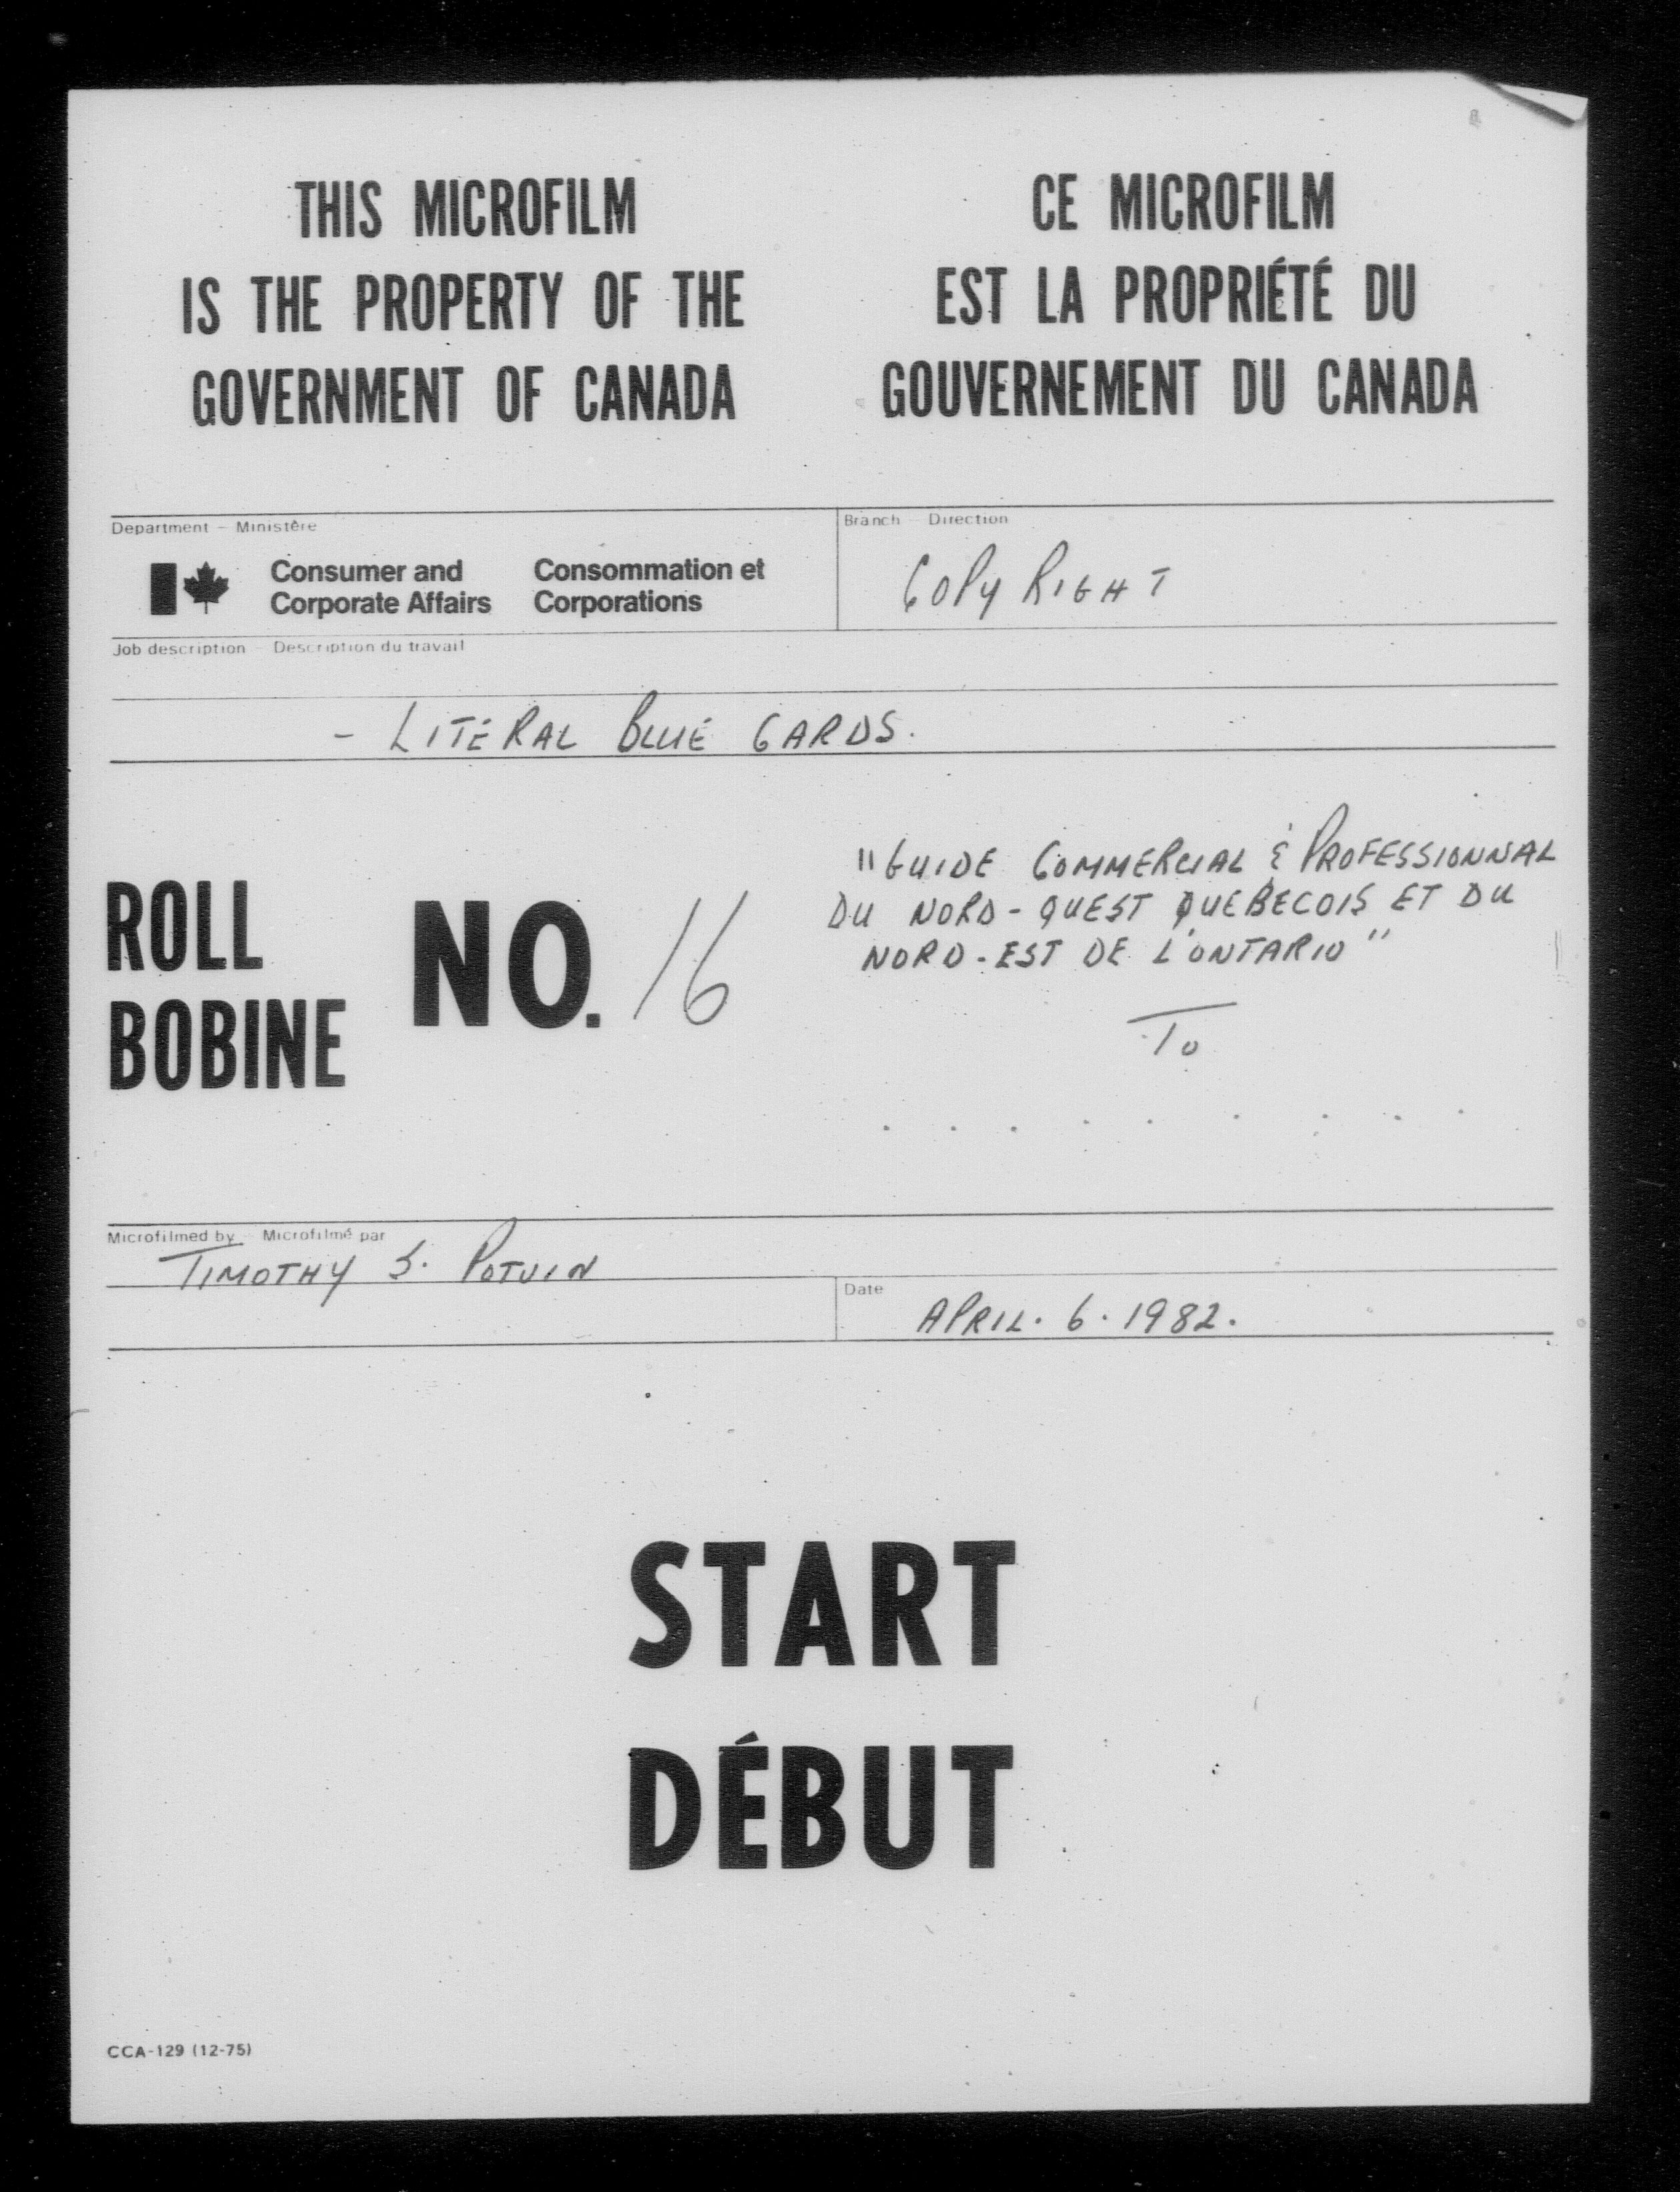 THIS MICROFILM
IS THE PROPERTY OF THE
GOVERNMENT OF CANADA
CE MICROFILM
EST LA PROPRIÉTÉ DU
GOUVERNEMENT DU CANADA
Department – Ministère
Consumer and
Corporate Affairs
Consommation et
Corporations
Branch – Direction
COPY RIGHT
Job description – Description du travail
- LITERAL BLUE CARDS.
ROLL
BOBINE
NO. 16
"GUIDE COMMERCIAL & PROFESSIONNAL
DU NORD-OUEST QUEBECOIS ET DU
NORD-EST DE L'ONTARIO"
To
. . . . . . . . .
Microfilmed by – Microfilmé par
TIMOTHY S. POTVIN
Date
APRIL. 6. 1982.
START
DÉBUT
CCA-129 (12-75)